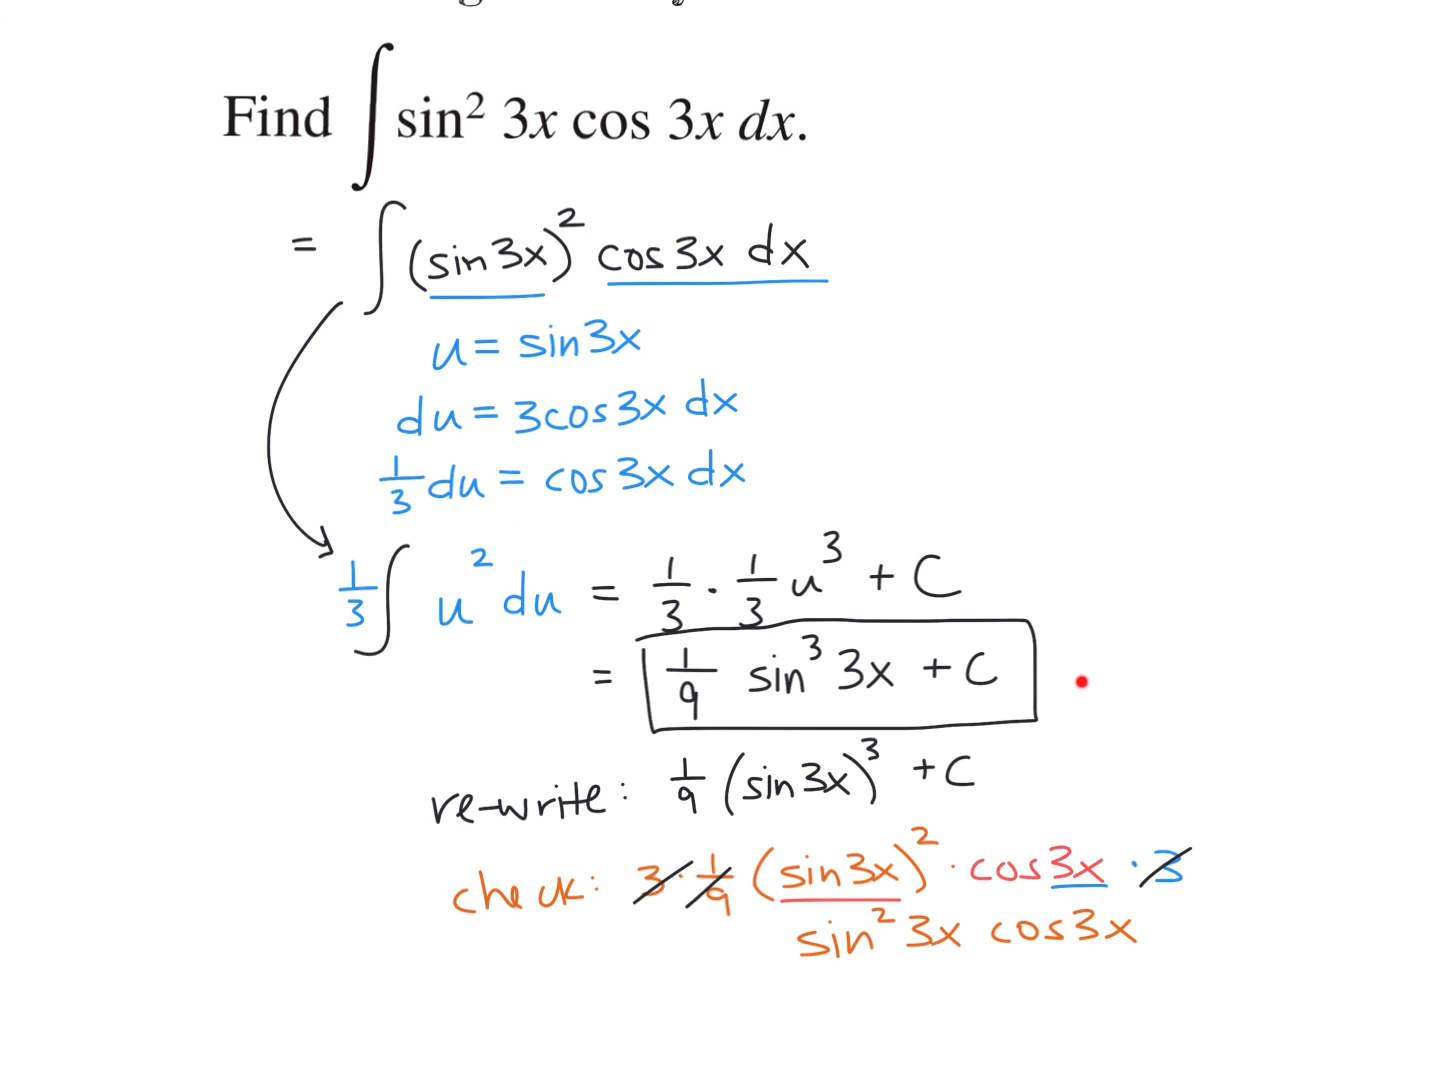 Find ∫ sin² 3x cos 3x dx.
= ∫ (sin 3x)² cos 3x dx
u = sin 3x
du = 3cos 3x dx
1/3 du = cos 3x dx
1/3 ∫ u² du = 1/3 · 1/3 u³ + C
= 1/9 sin³ 3x + C
re-write: 1/9 (sin 3x)³ + C
check: 3 · 1/9 (sin 3x)² · cos 3x · 3
sin² 3x cos 3x